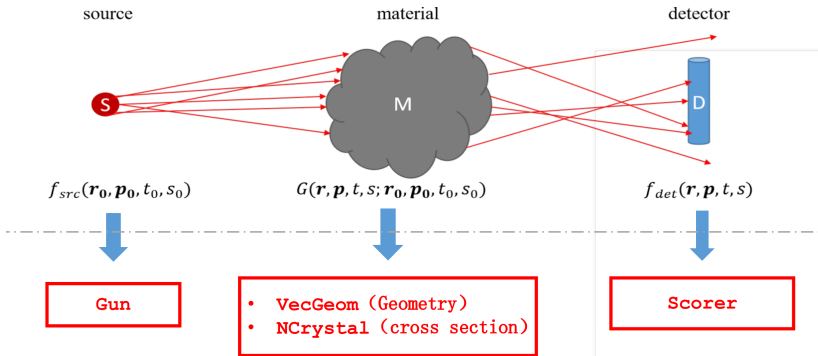 source material detector
S M D
f_src(r₀, p₀, t₀, s₀) G(r, p, t, s; r₀, p₀, t₀, s₀) f_det(r, p, t, s)
Gun
• VecGeom（Geometry）
• NCrystal（cross section）
Scorer